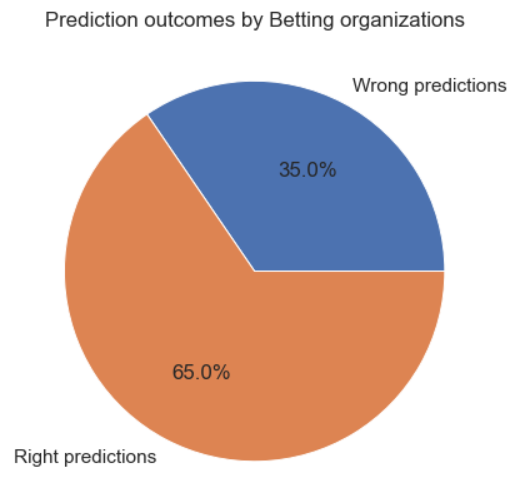 Prediction outcomes by Betting organizations
Wrong predictions
35.0%
65.0%
Right predictions